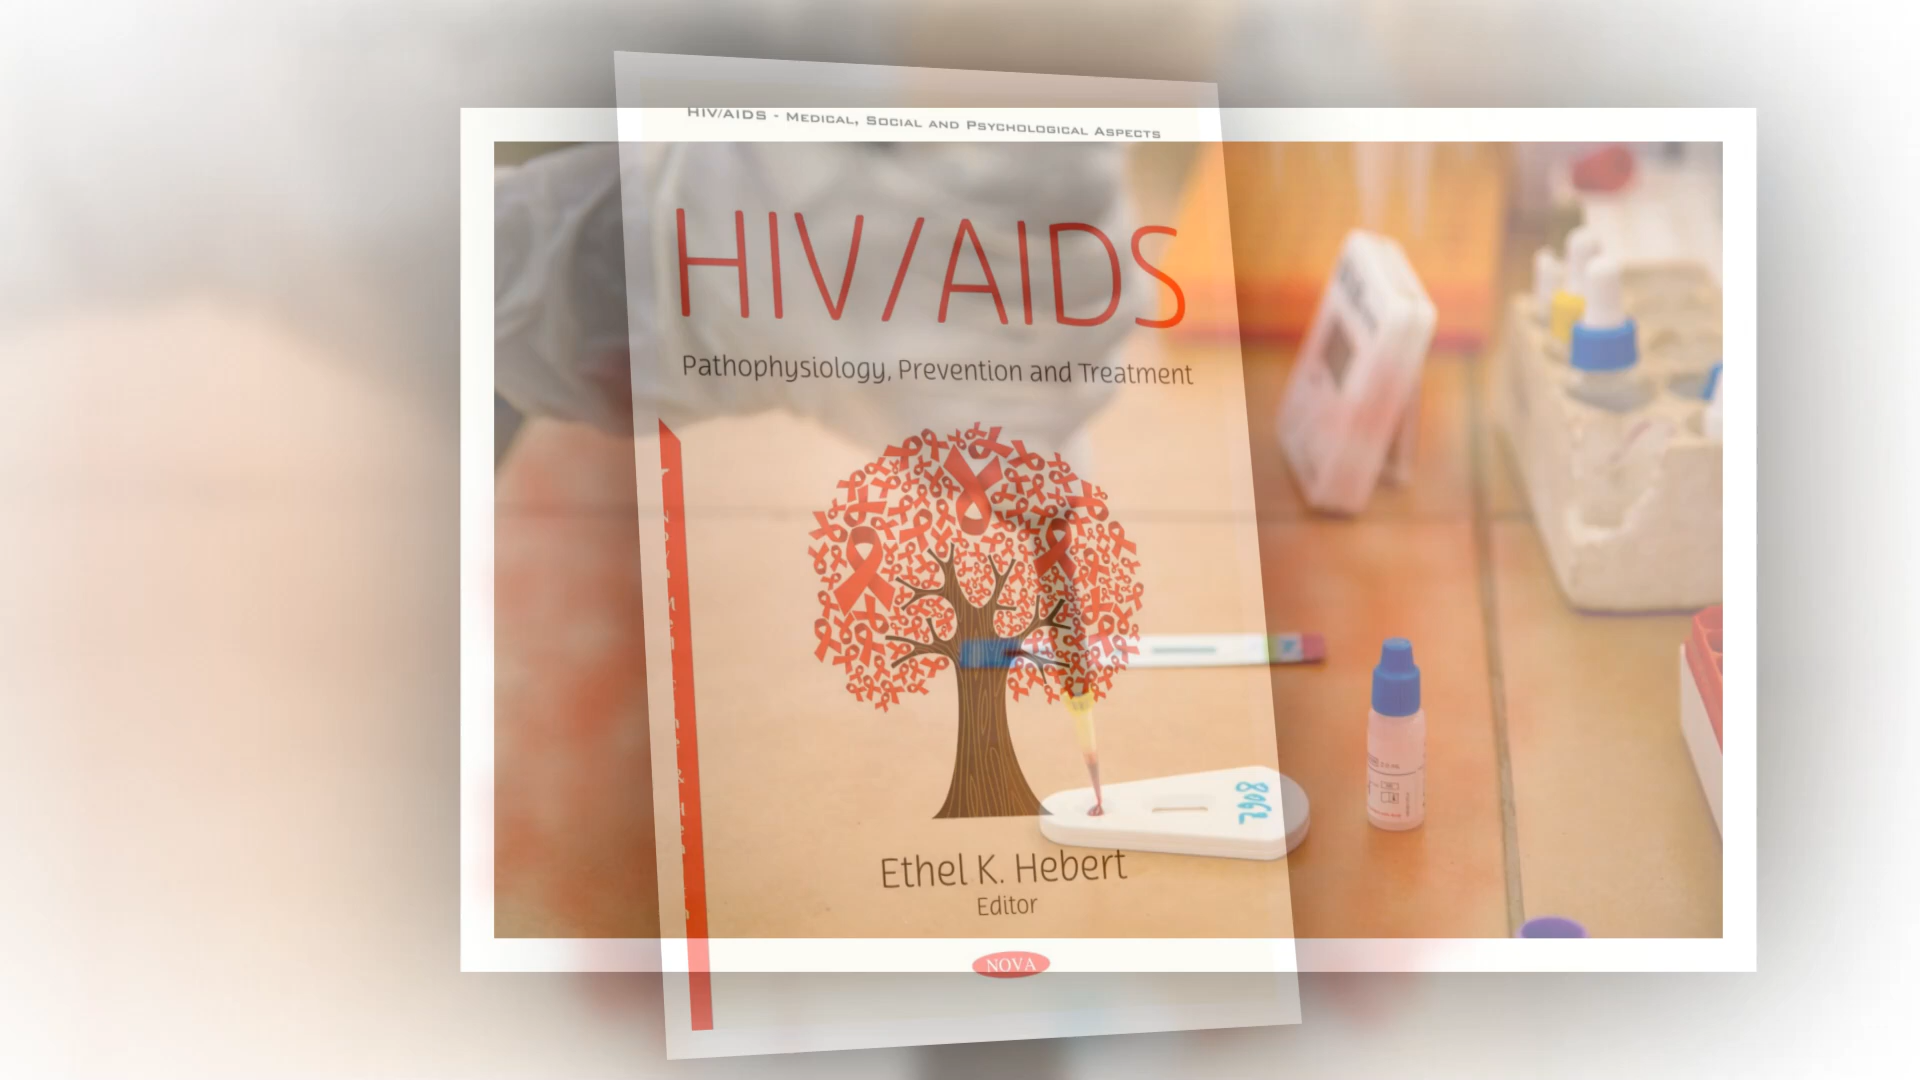 HIV/AIDS - Medical, Social and Psychological Aspects
HIV/AIDS
Pathophysiology, Prevention and Treatment
Ethel K. Hebert
Editor
NOVA